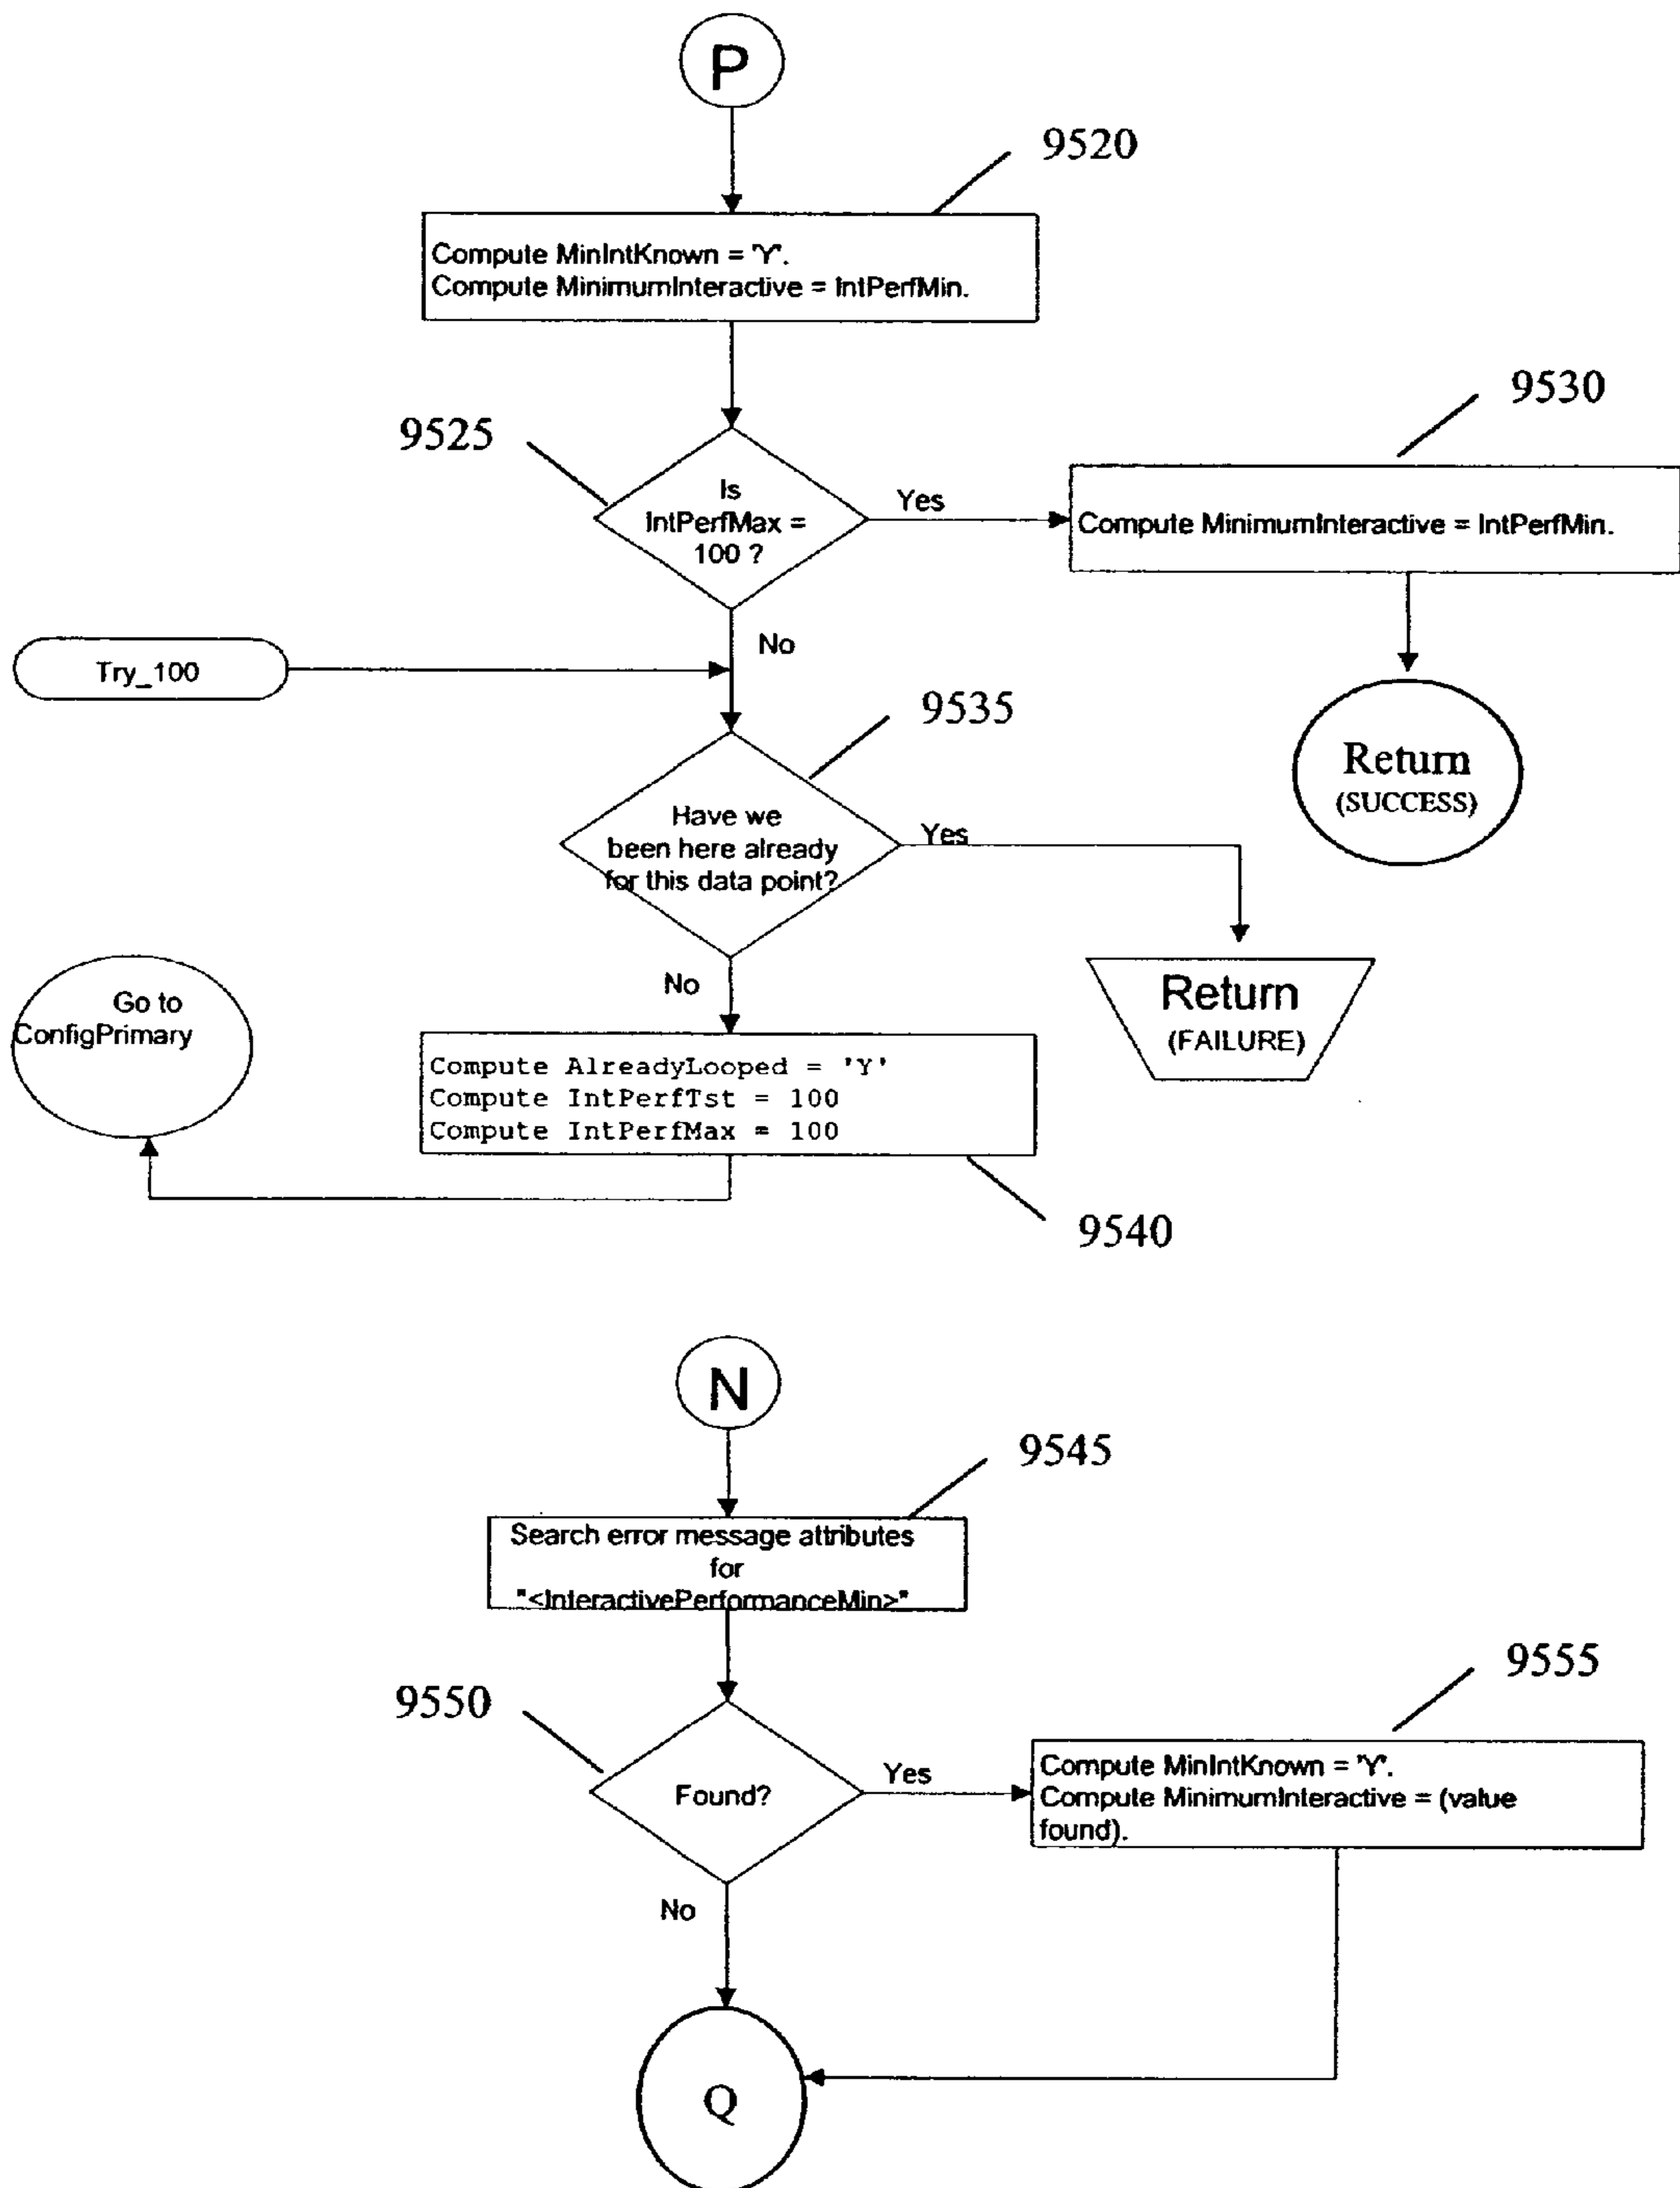 P
9520
Compute MinIntKnown = 'Y'.
Compute MinimumInteractive = IntPerfMin.
9525
Is
IntPerfMax =
100 ?
Yes
9530
Compute MinimumInteractive = IntPerfMin.
No
Try_100
Return
(SUCCESS)
9535
Have we
been here already
for this data point?
Yes
Return
(FAILURE)
No
Go to
ConfigPrimary
Compute AlreadyLooped = 'Y'
Compute IntPerfTst = 100
Compute IntPerfMax = 100
9540
N
9545
Search error message attributes
for
"<InteractivePerformanceMin>"
9550
Found?
Yes
9555
Compute MinIntKnown = 'Y'.
Compute MinimumInteractive = (value
found).
No
Q